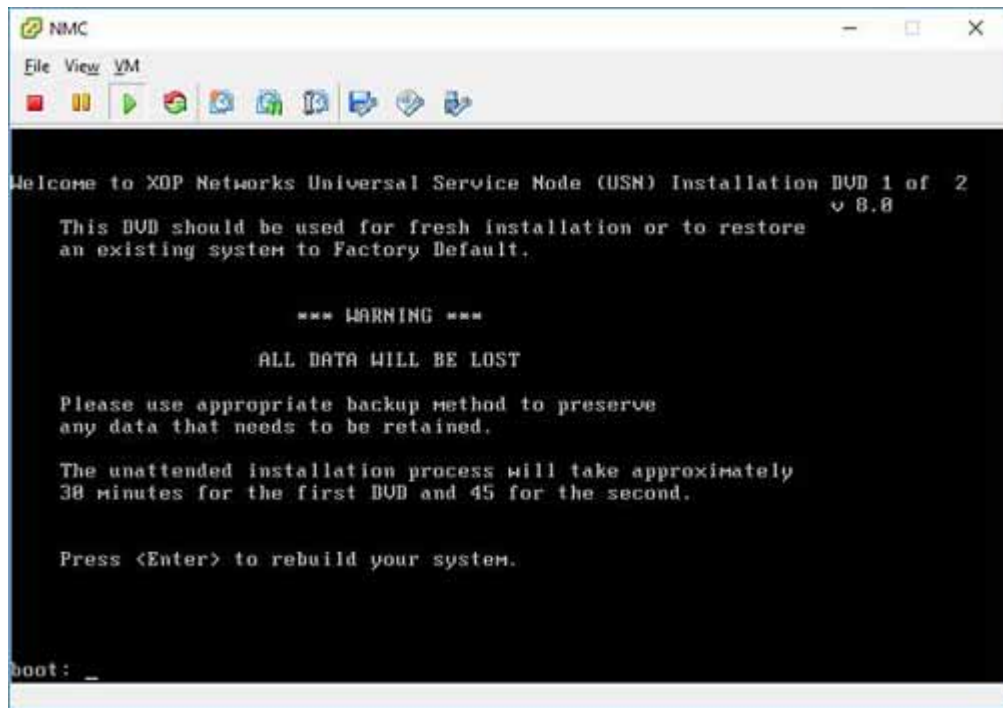 NMC
File View VM
Welcome to XOP Networks Universal Service Node (USN) Installation DVD 1 of 2
v 8.0
This DVD should be used for fresh installation or to restore
an existing system to Factory Default.
*** WARNING ***
ALL DATA WILL BE LOST
Please use appropriate backup method to preserve
any data that needs to be retained.
The unattended installation process will take approximately
30 minutes for the first DVD and 45 for the second.
Press <Enter> to rebuild your system.
boot: _